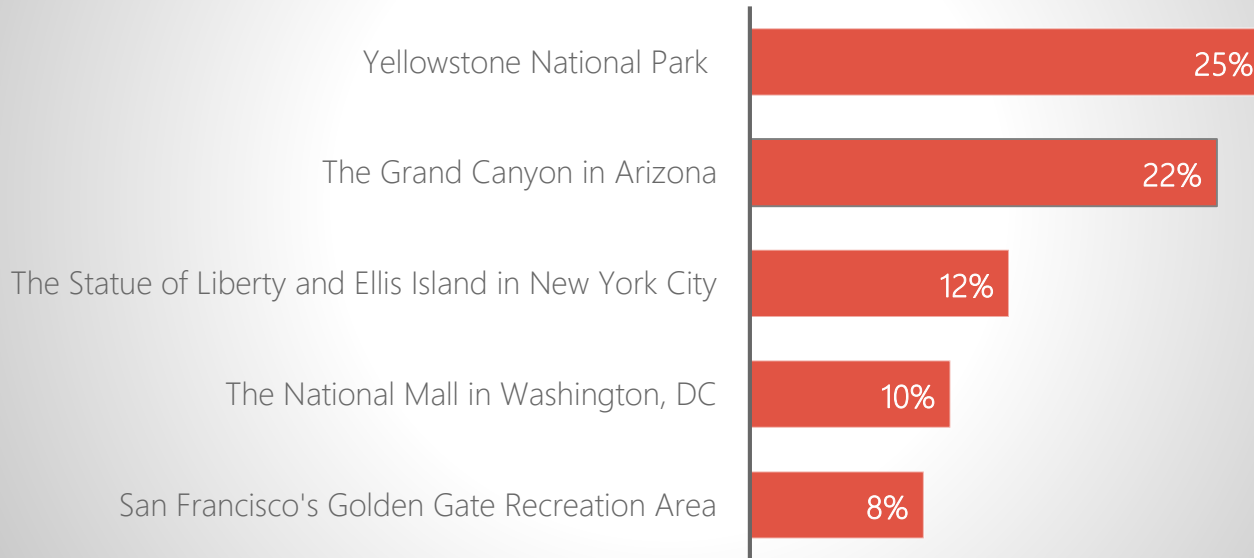 Yellowstone National Park 25%
The Grand Canyon in Arizona 22%
The Statue of Liberty and Ellis Island in New York City 12%
The National Mall in Washington, DC 10%
San Francisco's Golden Gate Recreation Area 8%